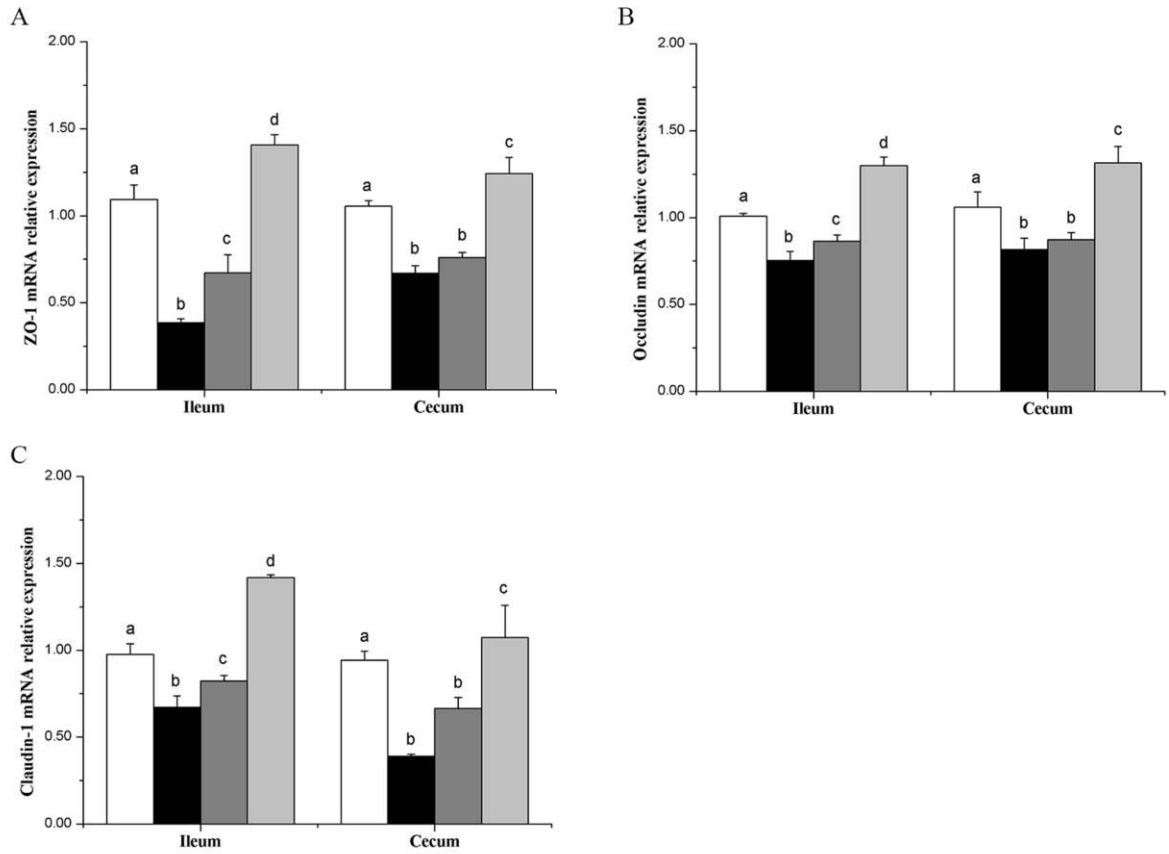 A
ZO-1 mRNA relative expression
2.00
1.50
1.00
0.50
0.00
a
b
c
d
a
b
b
c
Ileum
Cecum
B
Occludin mRNA relative expression
2.00
1.50
1.00
0.50
0.00
a
b
c
d
a
b
b
c
Ileum
Cecum
C
Claudin-1 mRNA relative expression
2.00
1.50
1.00
0.50
0.00
a
b
c
d
a
b
b
c
Ileum
Cecum